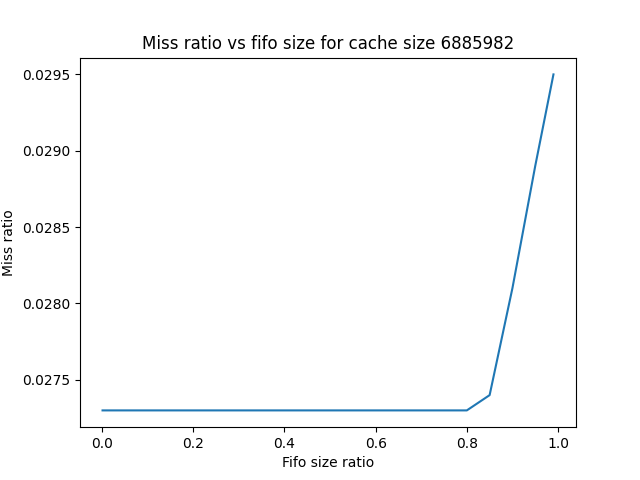 Miss ratio vs fifo size for cache size 6885982
0.0295
0.0290
0.0285
0.0280
0.0275
Miss ratio
0.0 0.2 0.4 0.6 0.8 1.0
Fifo size ratio